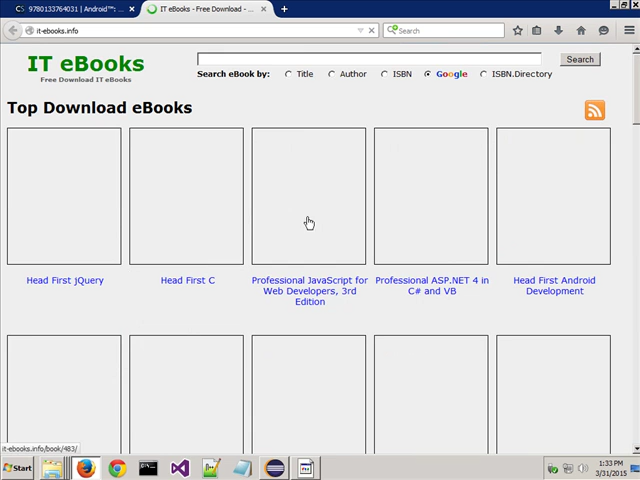 9780133764031 | Android™: ...
IT eBooks - Free Download - ...
it-ebooks.info
Search
IT eBooks
Free Download IT eBooks
Search
Search eBook by:
Title
Author
ISBN
Google
ISBN.Directory
Top Download eBooks
Head First jQuery
Head First C
Professional JavaScript for
Web Developers, 3rd
Edition
Professional ASP.NET 4 in
C# and VB
Head First Android
Development
it-ebooks.info/book/483/
Start
1:33 PM
3/31/2015